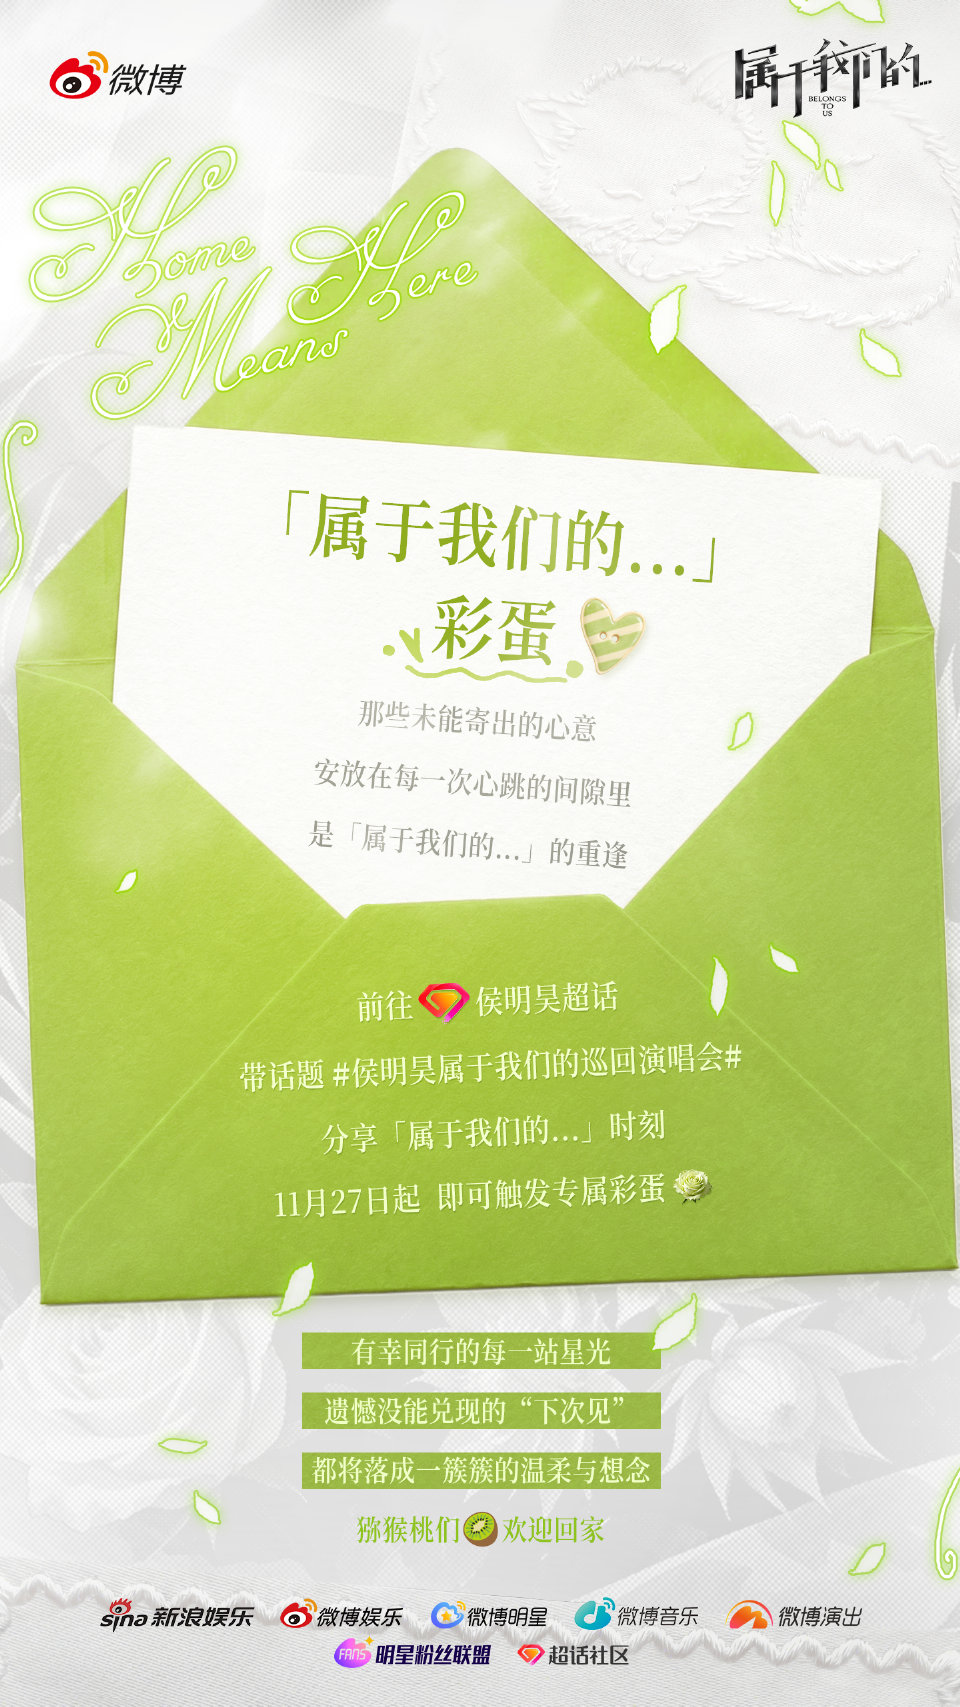 微博
属于我们的...
BELONGS
TO
US
Home
Means Here
「属于我们的...」
彩蛋
那些未能寄出的心意
安放在每一次心跳的间隙里
是「属于我们的...」的重逢
前往 侯明昊超话
带话题 #侯明昊属于我们的巡回演唱会#
分享「属于我们的...」时刻
11月27日起 即可触发专属彩蛋
有幸同行的每一站星光
遗憾没能兑现的“下次见”
都将落成一簇簇的温柔与想念
猕猴桃们 欢迎回家
sina 新浪娱乐 微博娱乐 微博明星 微博音乐 微博演出
FANS 明星粉丝联盟 超话社区